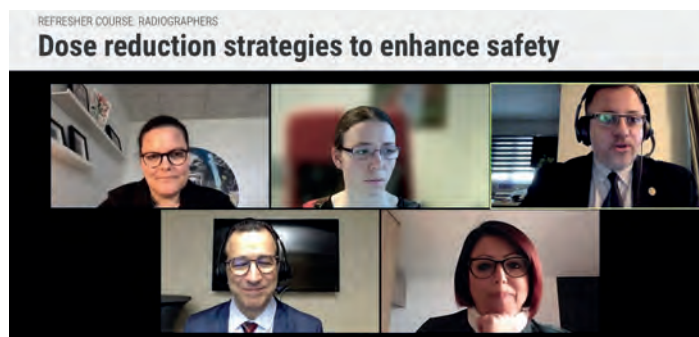 REFRESHER COURSE: RADIOGRAPHERS
Dose reduction strategies to enhance safety